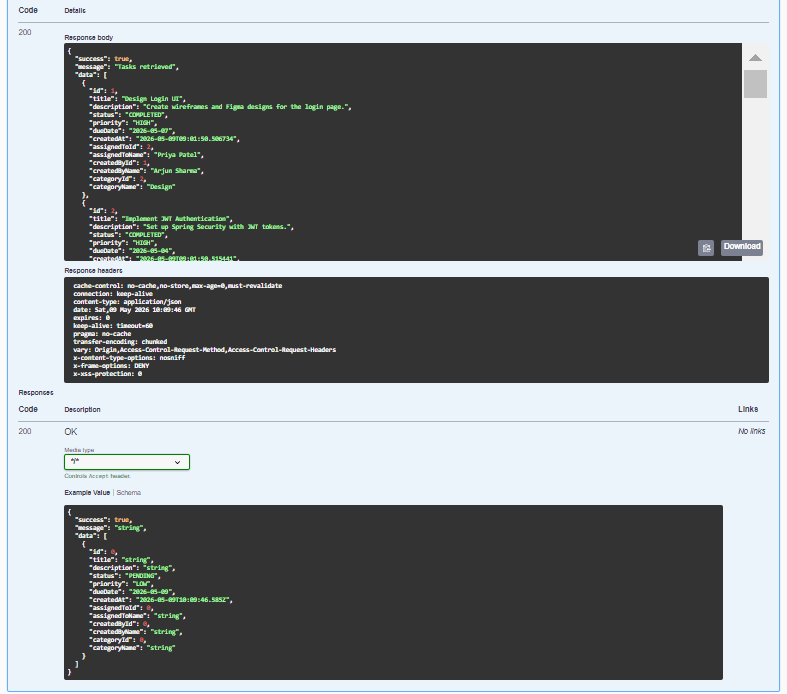 Code Details
200
Response body
{
  "success": true,
  "message": "Tasks retrieved",
  "data": [
    {
      "id": 1,
      "title": "Design Login UI",
      "description": "Create wireframes and Figma designs for the login page.",
      "status": "COMPLETED",
      "priority": "HIGH",
      "dueDate": "2026-05-07",
      "createdAt": "2026-05-09T09:01:50.506734",
      "assignedToId": 2,
      "assignedToName": "Priya Patel",
      "createdById": 1,
      "createdByName": "Arjun Sharma",
      "categoryId": 2,
      "categoryName": "Design"
    },
    {
      "id": 2,
      "title": "Implement JWT Authentication",
      "description": "Set up Spring Security with JWT tokens.",
      "status": "COMPLETED",
      "priority": "HIGH",
      "dueDate": "2026-05-04",
      "createdAt": "2026-05-09T09:01:50.515441",
Download
Response headers
cache-control: no-cache,no-store,max-age=0,must-revalidate
connection: keep-alive
content-type: application/json
date: Sat,09 May 2026 10:09:46 GMT
expires: 0
keep-alive: timeout=60
pragma: no-cache
transfer-encoding: chunked
vary: Origin,Access-Control-Request-Method,Access-Control-Request-Headers
x-content-type-options: nosniff
x-frame-options: DENY
x-xss-protection: 0
Responses
Code Description Links
200 OK No links
Media type
*/*
Controls Accept header.
Example Value | Schema
{
  "success": true,
  "message": "string",
  "data": [
    {
      "id": 0,
      "title": "string",
      "description": "string",
      "status": "PENDING",
      "priority": "LOW",
      "dueDate": "2026-05-09",
      "createdAt": "2026-05-09T10:09:46.585Z",
      "assignedToId": 0,
      "assignedToName": "string",
      "createdById": 0,
      "createdByName": "string",
      "categoryId": 0,
      "categoryName": "string"
    }
  ]
}